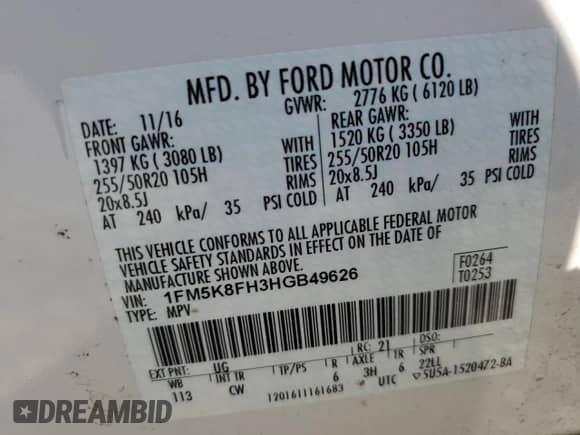 MFD. BY FORD MOTOR CO.
DATE: 11/16 GVWR: 2776 KG ( 6120 LB)
FRONT GAWR: REAR GAWR:
1397 KG ( 3080 LB) WITH 1520 KG ( 3350 LB) WITH
255/50R20 105H TIRES 255/50R20 105H TIRES
20x8.5J RIMS 20x8.5J RIMS
AT 240 kPa/ 35 PSI COLD AT 240 kPa/ 35 PSI COLD
THIS VEHICLE CONFORMS TO ALL APPLICABLE FEDERAL MOTOR
VEHICLE SAFETY STANDARDS IN EFFECT ON THE DATE OF
MANUFACTURE SHOWN ABOVE.
VIN: 1FM5K8FH3HGB49626 F0264
TYPE: MPV T0253
EXT PNT: UG RC: 21 DSO:
WB INT TR TP/PS R AXLE TR SPR
113 CW 6 3H 6 22LL
1201611161683 UTC 5U5A-1520472-BA
DREAMBID